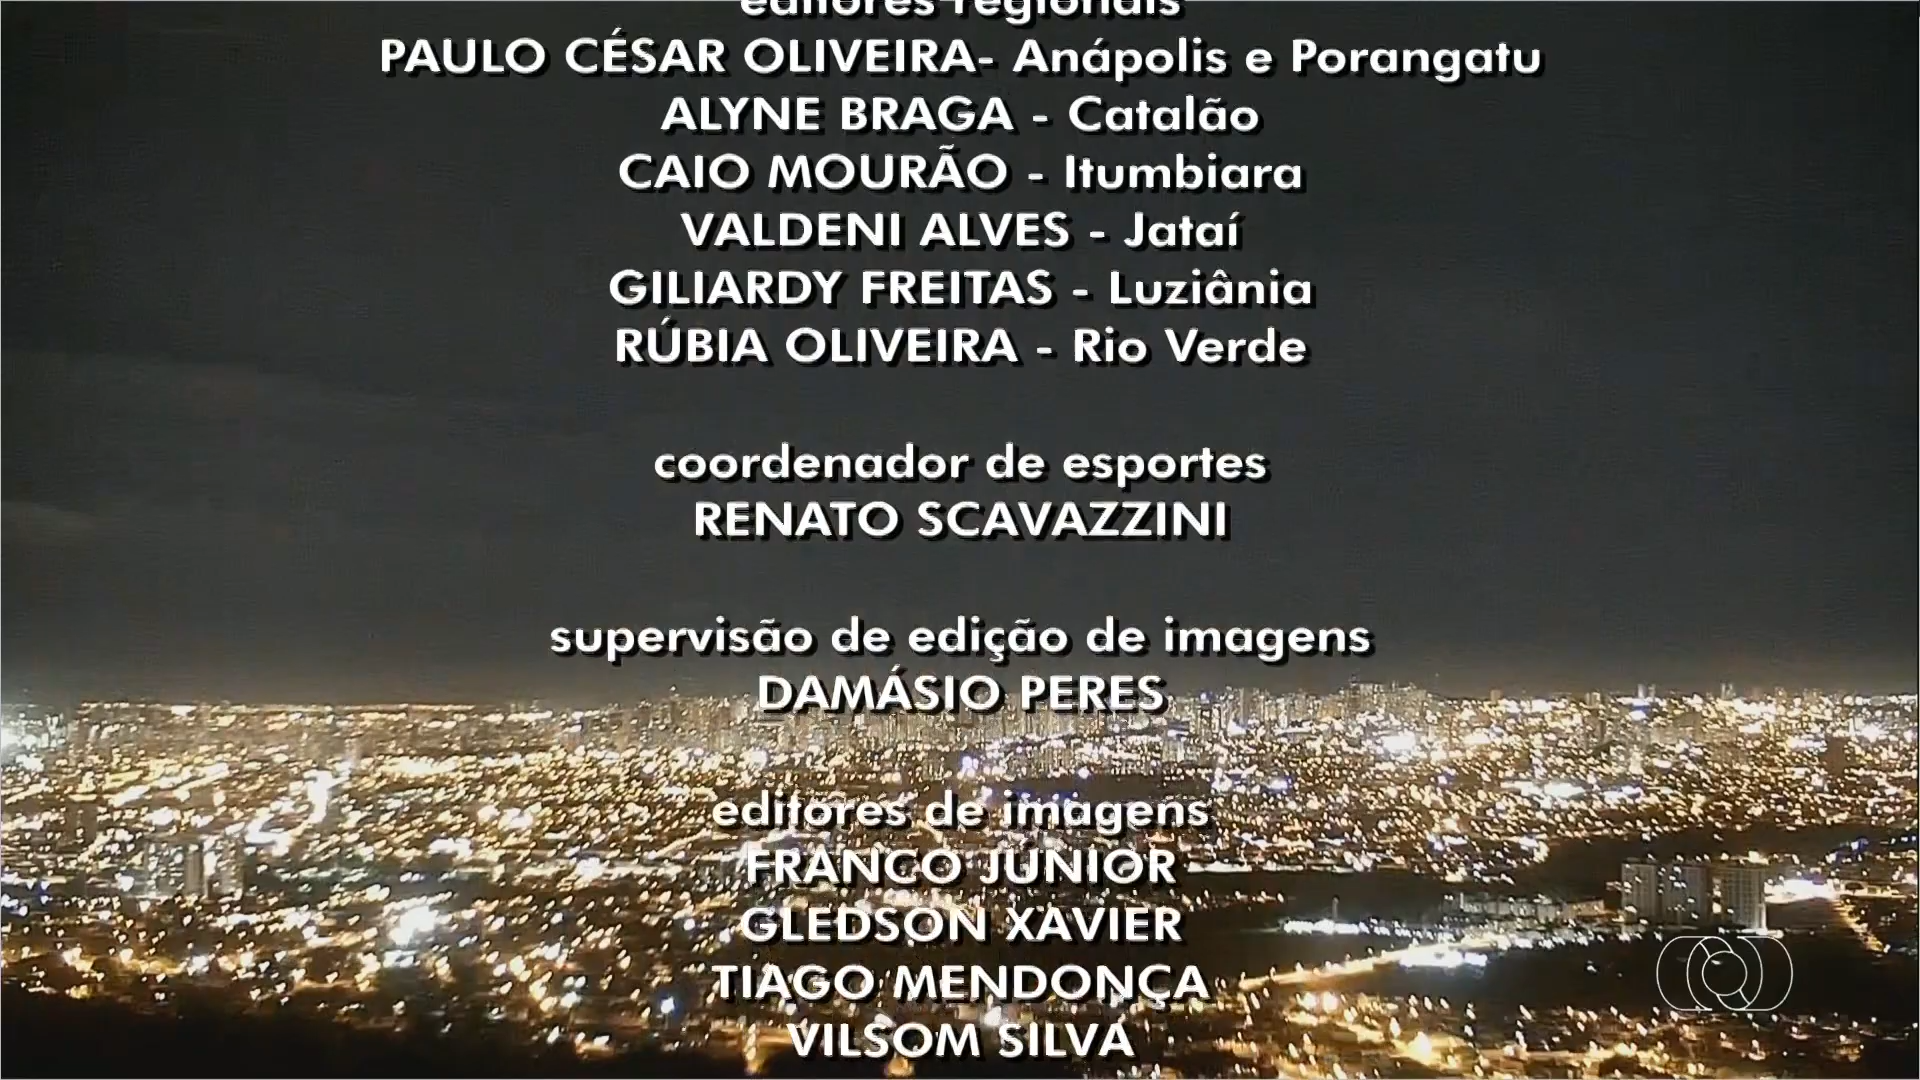 editores regionais
PAULO CÉSAR OLIVEIRA- Anápolis e Porangatu
ALYNE BRAGA - Catalão
CAIO MOURÃO - Itumbiara
VALDENI ALVES - Jataí
GILIARDY FREITAS - Luziânia
RÚBIA OLIVEIRA - Rio Verde
coordenador de esportes
RENATO SCAVAZZINI
supervisão de edição de imagens
DAMÁSIO PERES
editores de imagens
FRANCO JÚNIOR
GLEDSON XAVIER
TIAGO MENDONÇA
VILSOM SILVA